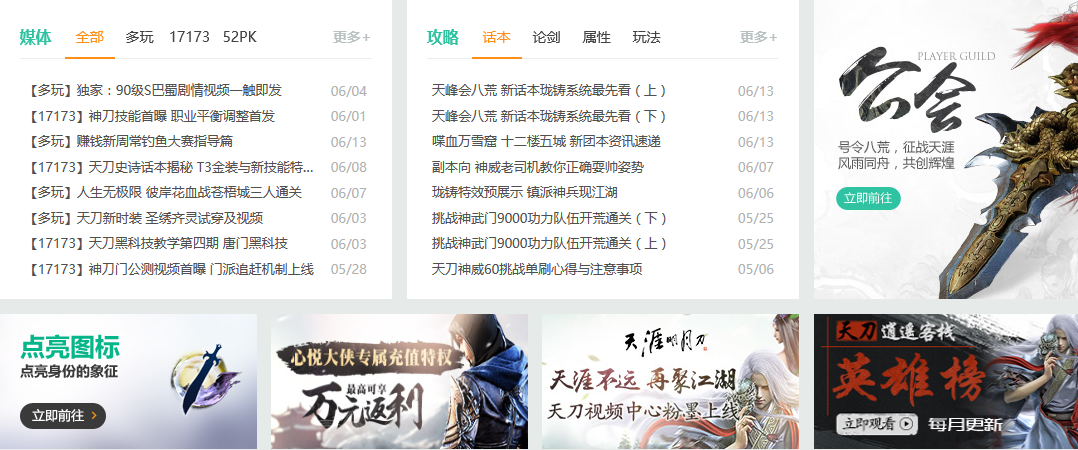 媒体 全部 多玩 17173 52PK 更多+
【多玩】独家：90级S巴蜀剧情视频一触即发 06/04
【17173】神刀技能首曝 职业平衡调整首发 06/01
【多玩】赚钱新周常钓鱼大赛指导篇 06/13
【17173】天刀史诗话本揭秘 T3金装与新技能特... 06/08
【多玩】人生无极限 彼岸花血战苍梧城三人通关 06/07
【多玩】天刀新时装 圣绣齐灵试穿及视频 06/03
【17173】天刀黑科技教学第四期 唐门黑科技 06/03
【17173】神刀门公测视频首曝 门派追赶机制上线 05/28
攻略 话本 论剑 属性 玩法 更多+
天峰会八荒 新话本珑铸系统最先看（上） 06/13
天峰会八荒 新话本珑铸系统最先看（下） 06/13
喋血万雪窟 十二楼五城 新团本资讯速递 06/13
副本向 神威老司机教你正确耍帅姿势 06/07
珑铸特效预展示 镇派神兵现江湖 06/06
挑战神武门9000功力队伍开荒通关（下） 05/25
挑战神武门9000功力队伍开荒通关（上） 05/25
天刀神威60挑战单刷心得与注意事项 05/06
PLAYER GUILD
公会
号令八荒，征战天涯
风雨同舟，共创辉煌
立即前往
点亮图标
点亮身份的象征
立即前往 >
心悦大侠专属充值特权
最高可享
万元返利
天涯明月刀
天涯不远 再聚江湖
天刀视频中心粉墨上线
天刀逍遥客栈
英雄榜
立即观看 每月更新